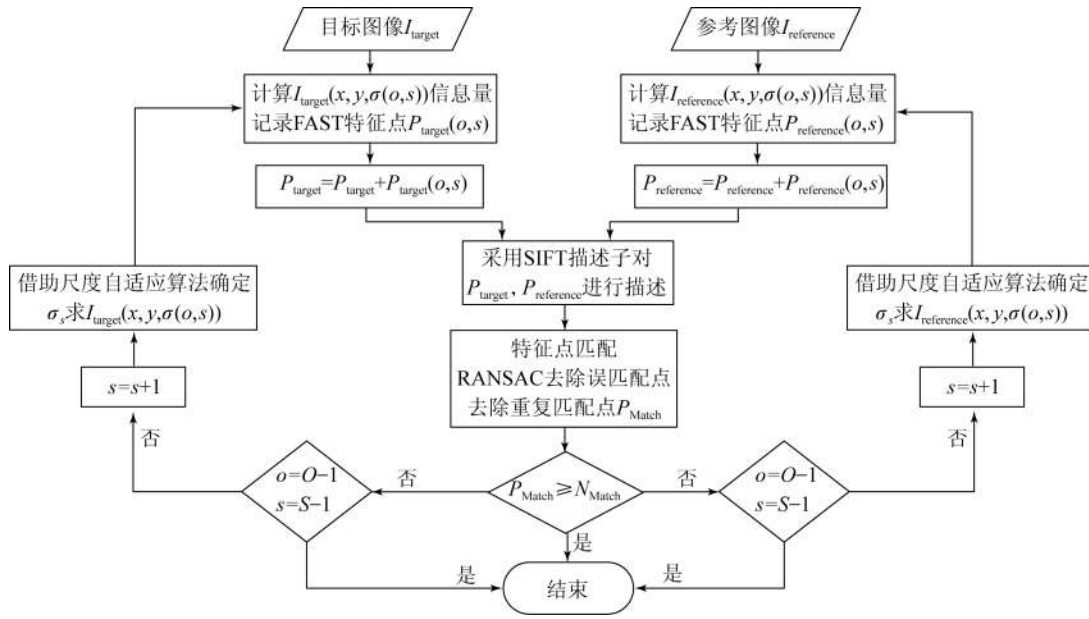 目标图像I_target
参考图像I_reference
计算I_target(x, y,σ(o,s))信息量
记录FAST特征点P_target(o,s)
计算I_reference(x, y,σ(o,s))信息量
记录FAST特征点P_reference(o,s)
P_target=P_target+P_target(o,s)
P_reference=P_reference+P_reference(o,s)
采用SIFT描述子对
P_target, P_reference进行描述
借助尺度自适应算法确定
σ_s求I_target(x, y,σ(o,s))
借助尺度自适应算法确定
σ_s求I_reference(x, y,σ(o,s))
特征点匹配
RANSAC去除误匹配点
去除重复匹配点P_Match
s=s+1
s=s+1
否
否
o=O−1
s=S−1
否
P_Match⩾N_Match
否
o=O−1
s=S−1
是
是
是
结束